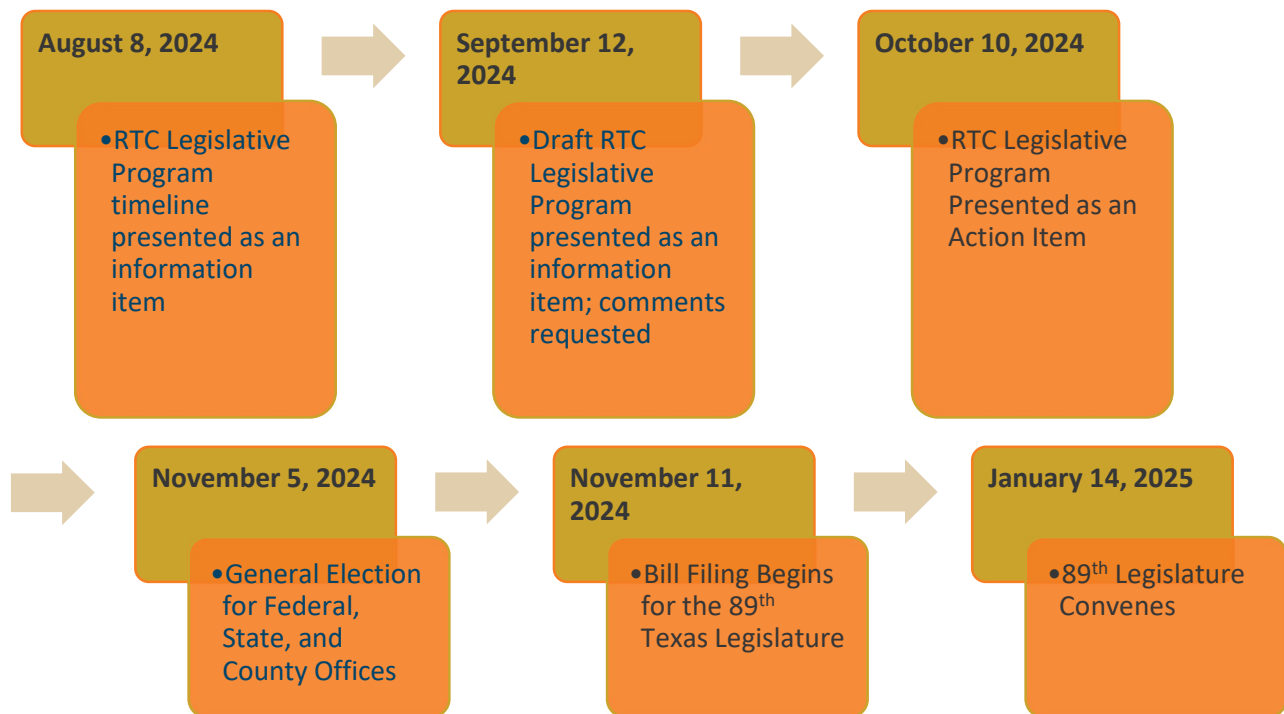 August 8, 2024
•RTC Legislative
Program
timeline
presented as an
information
item
September 12,
2024
•Draft RTC
Legislative
Program
presented as an
information
item; comments
requested
October 10, 2024
•RTC Legislative
Program
Presented as an
Action Item
November 5, 2024
•General Election
for Federal,
State, and
County Offices
November 11,
2024
•Bill Filing Begins
for the 89th
Texas Legislature
January 14, 2025
•89th Legislature
Convenes